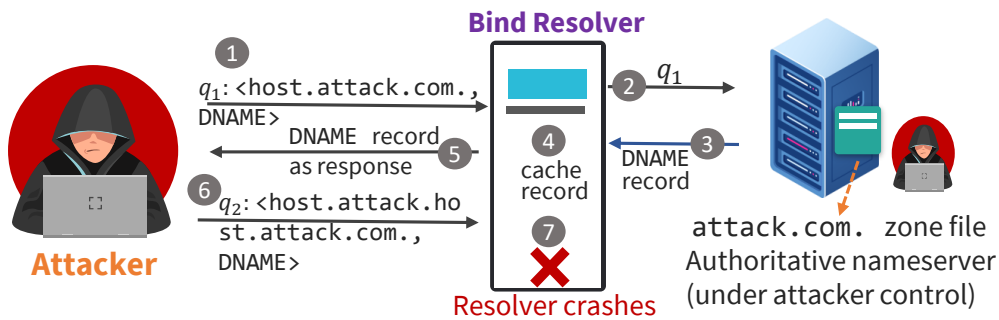 Bind Resolver
1
q₁: <host.attack.com.,
DNAME>
2
q₁
DNAME record
as response
5
4
cache
record
3
DNAME
record
6
q₂: <host.attack.ho
st.attack.com.,
DNAME>
7
Attacker
Resolver crashes
attack.com. zone file
Authoritative nameserver
(under attacker control)